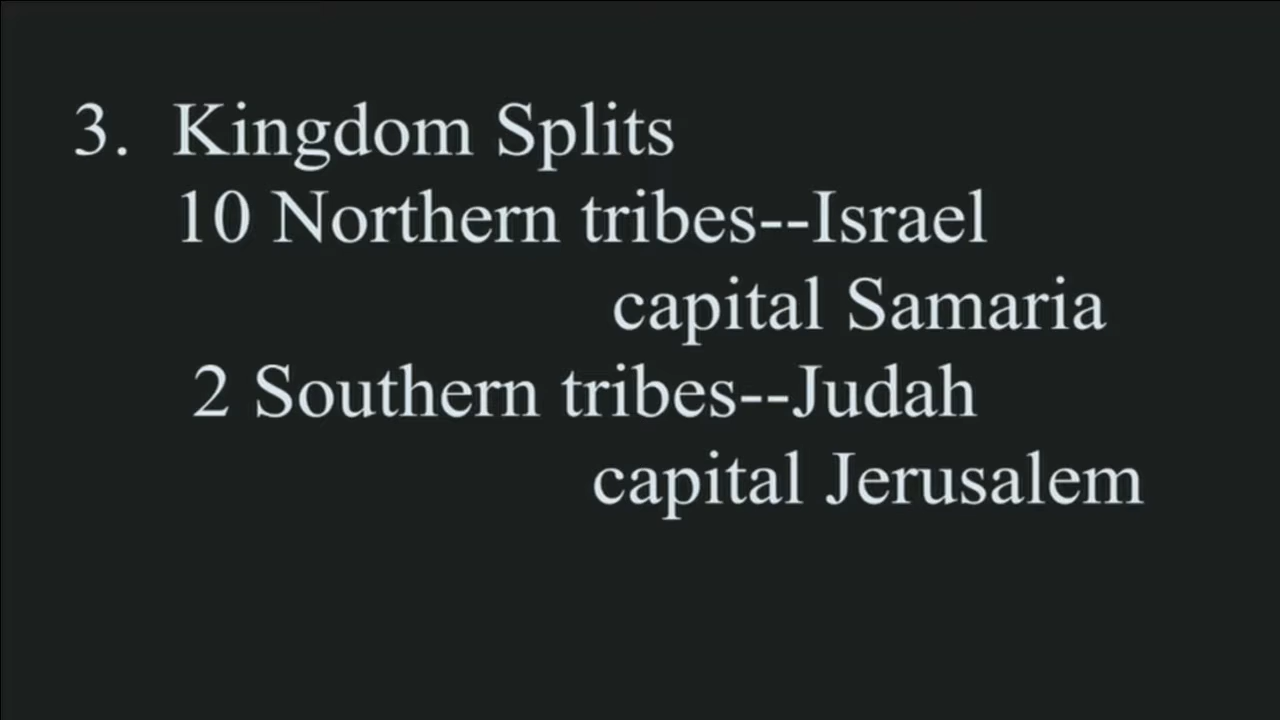 3. Kingdom Splits
10 Northern tribes--Israel
capital Samaria
2 Southern tribes--Judah
capital Jerusalem